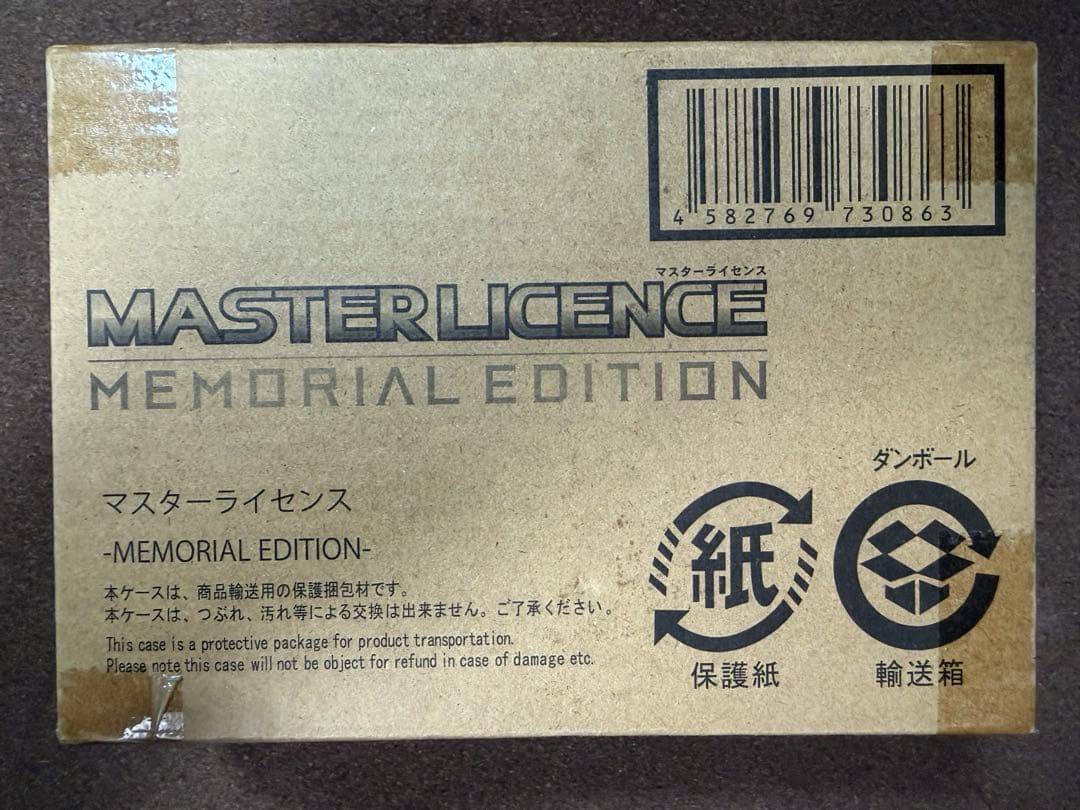 4 582769 730863
マスターライセンス
MASTER LICENCE
MEMORIAL EDITION
マスターライセンス
-MEMORIAL EDITION-
本ケースは、商品輸送用の保護梱包材です。
本ケースは、つぶれ、汚れ等による交換は出来ません。ご了承ください。
This case is a protective package for product transportation.
Please note this case will not be object for refund in case of damage etc.
紙
保護紙
ダンボール
輸送箱